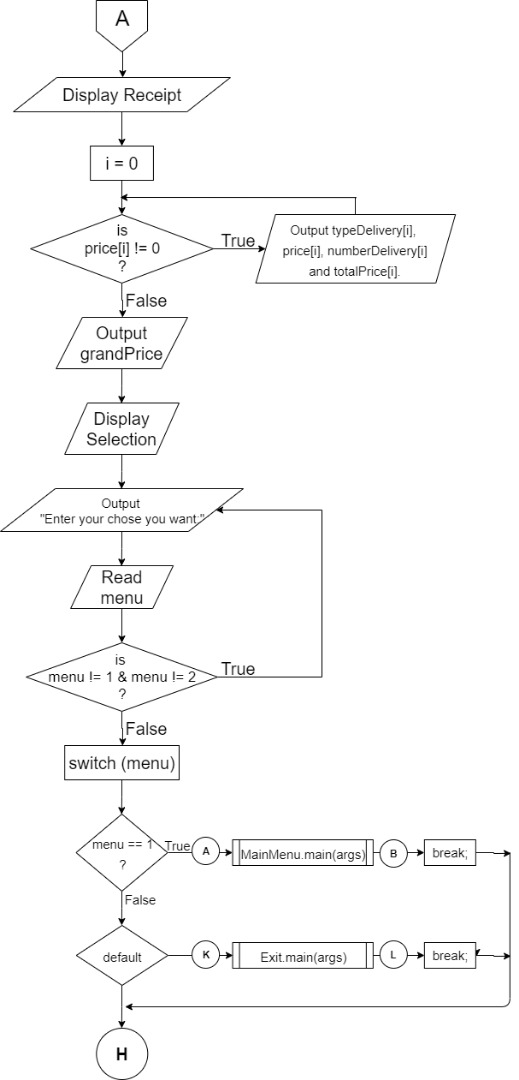 A
Display Receipt
i = 0
is
price[i] != 0
?
True
Output typeDelivery[i],
price[i], numberDelivery[i]
and totalPrice[i].
False
Output
grandPrice
Display
Selection
Output
"Enter your chose you want:"
Read
menu
is
menu != 1 & menu != 2
?
True
False
switch (menu)
menu == 1
?
True
A
MainMenu.main(args)
B
break;
False
default
K
Exit.main(args)
L
break;
H